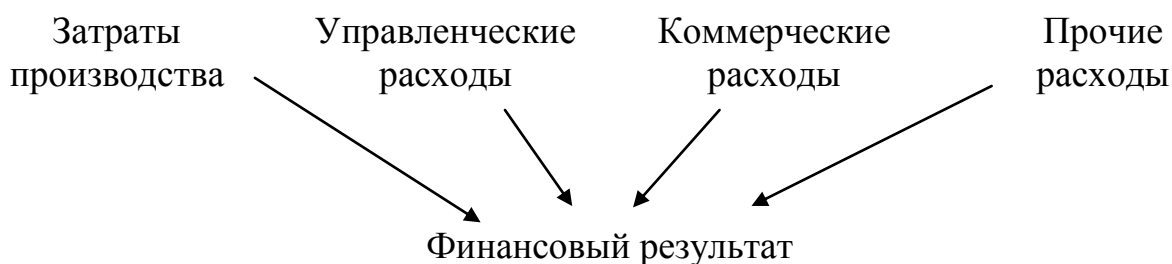 Затраты производства
Управленческие расходы
Коммерческие расходы
Прочие расходы
Финансовый результат